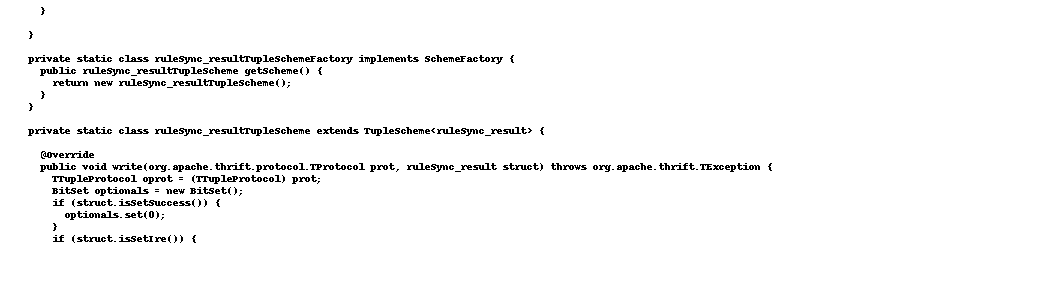 }
}
private static class ruleSync_resultTupleSchemeFactory implements SchemeFactory {
public ruleSync_resultTupleScheme getScheme() {
return new ruleSync_resultTupleScheme();
}
}
private static class ruleSync_resultTupleScheme extends TupleScheme<ruleSync_result> {
@Override
public void write(org.apache.thrift.protocol.TProtocol prot, ruleSync_result struct) throws org.apache.thrift.TException {
TTupleProtocol oprot = (TTupleProtocol) prot;
BitSet optionals = new BitSet();
if (struct.isSetSuccess()) {
optionals.set(0);
}
if (struct.isSetIre()) {